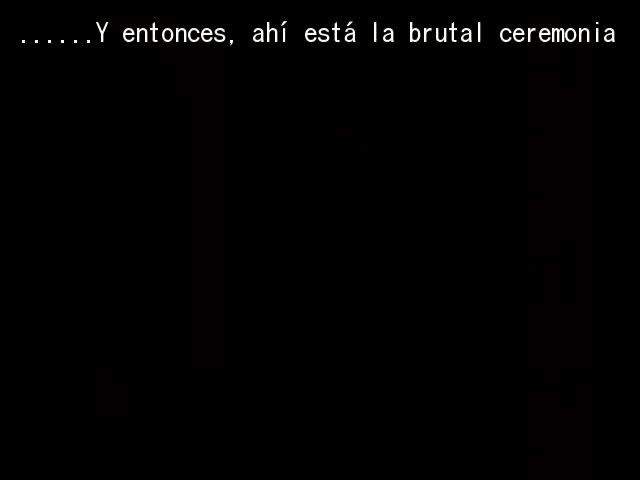 ......Y entonces, ahí está la brutal ceremonia